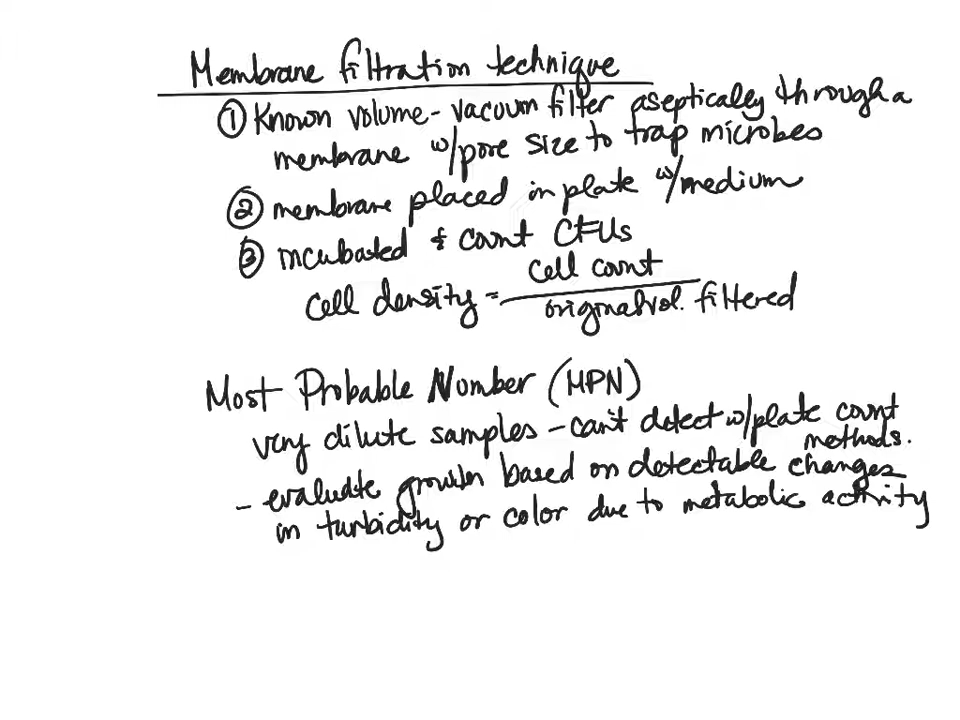 Membrane filtration technique
① Known volume - vacuum filter aseptically through a
membrane w/pore size to trap microbes
② membrane placed in plate w/medium
③ incubated & count CFUs
cell density = cell count
original vol. filtered
Most Probable Number (MPN)
very dilute samples - can't detect w/plate count
methods.
- evaluate growth based on detectable changes
in turbidity or color due to metabolic activity